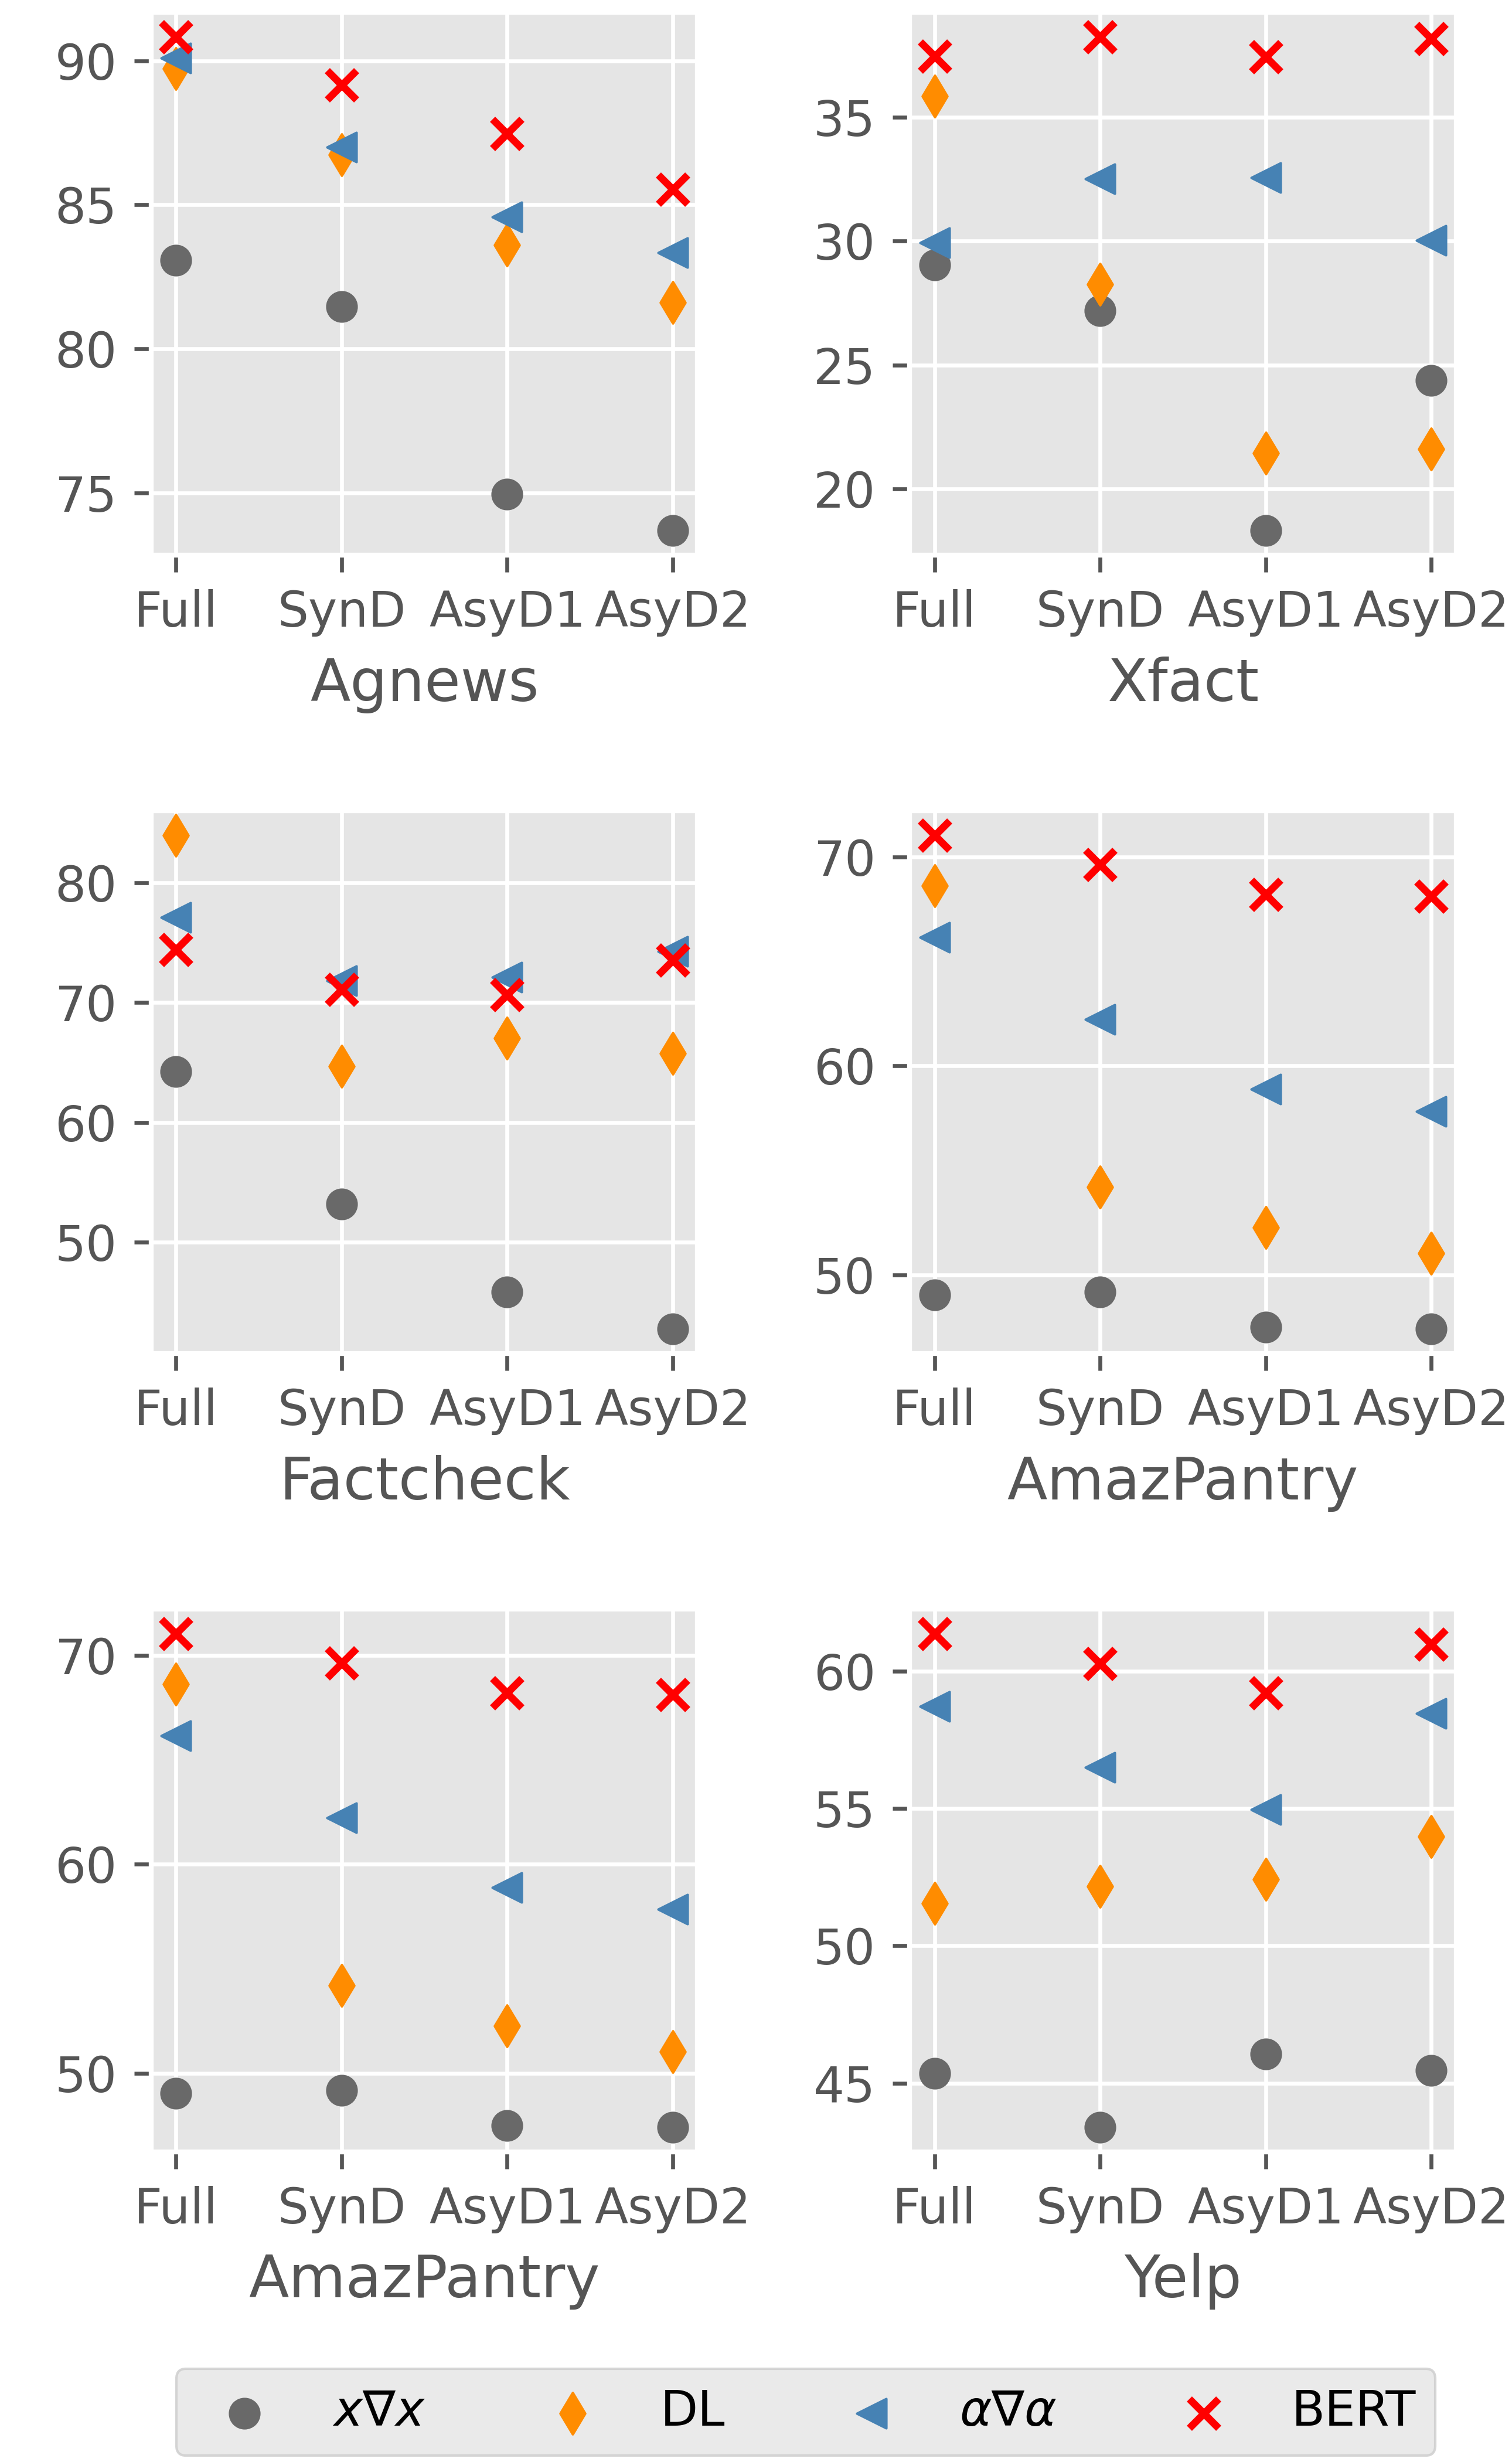 90
85
80
75
Full SynD AsyD1 AsyD2
Agnews
35
30
25
20
Full SynD AsyD1 AsyD2
Xfact
80
70
60
50
Full SynD AsyD1 AsyD2
Factcheck
70
60
50
Full SynD AsyD1 AsyD2
AmazPantry
70
60
50
Full SynD AsyD1 AsyD2
AmazPantry
60
55
50
45
Full SynD AsyD1 AsyD2
Yelp
x∇x DL α∇α BERT